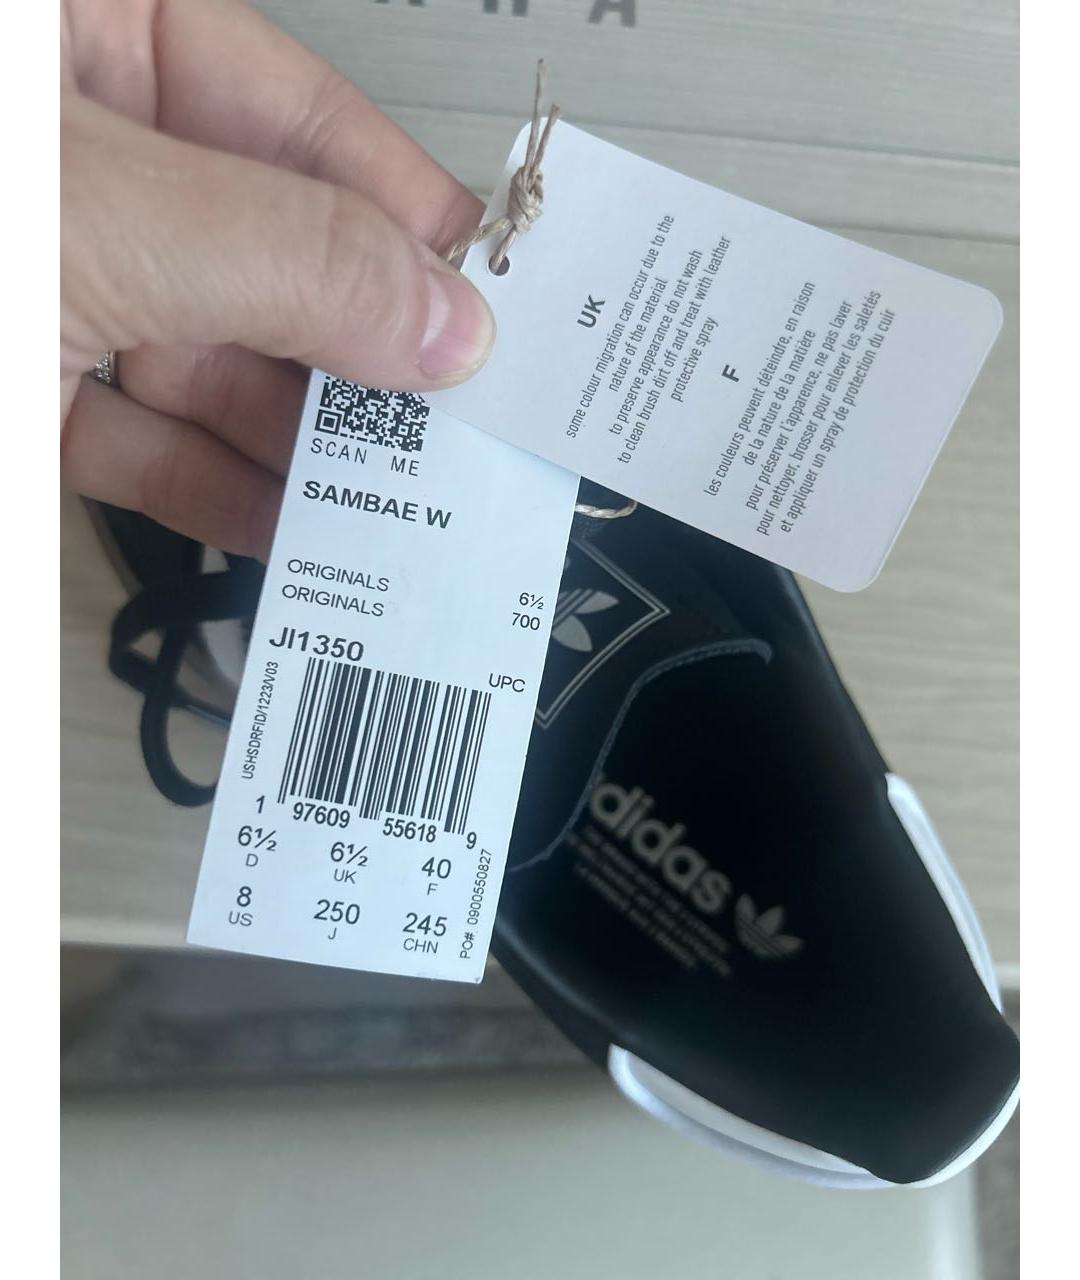 UK
some colour migration can occur due to the
nature of the material
to preserve appearance do not wash
to clean brush dirt off and treat with leather
protective spray
F
les couleurs peuvent déteindre, en raison
de la nature de la matière
pour préserver l'apparence, ne pas laver
pour nettoyer, brosser pour enlever les saletés
et appliquer un spray de protection du cuir
SCAN ME
SAMBAE W
ORIGINALS 6½
ORIGINALS 700
JI1350
UPC
USHSDRFID/1223/V03
1 97609 55618 9
6½ D 6½ UK 40 F
8 US 250 J 245 CHN
PO#: 0900550827
adidas